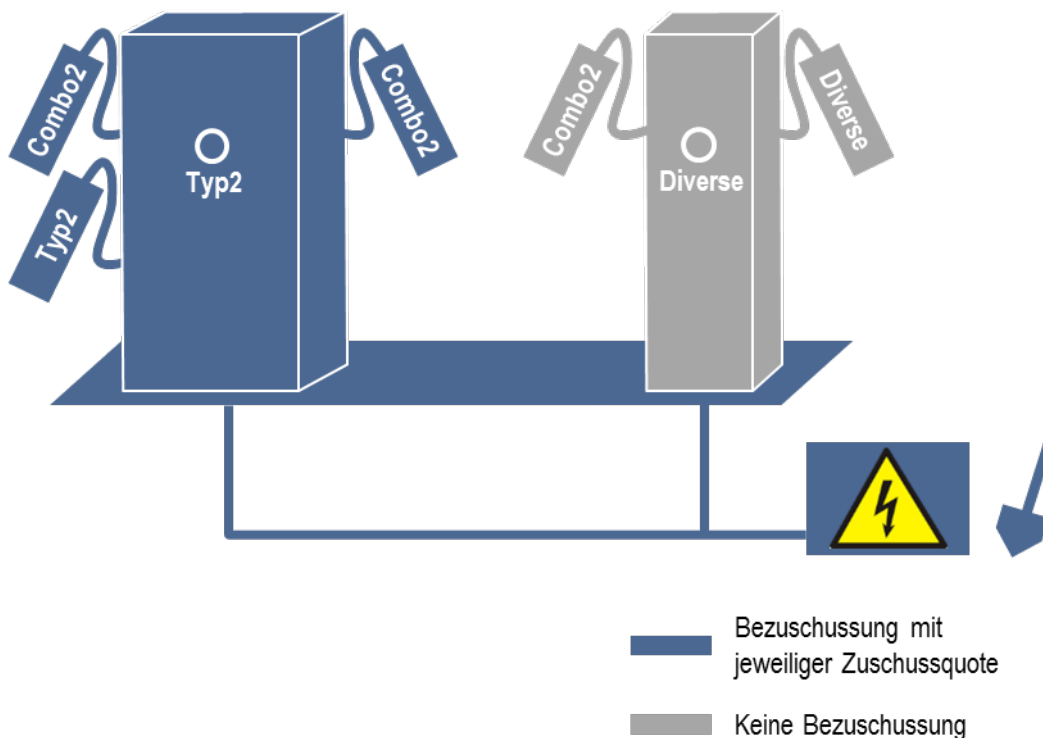 Combo2
Typ2
Typ2
Combo2
Combo2
Diverse
Diverse
Bezuschussung mit
jeweiliger Zuschussquote
Keine Bezuschussung